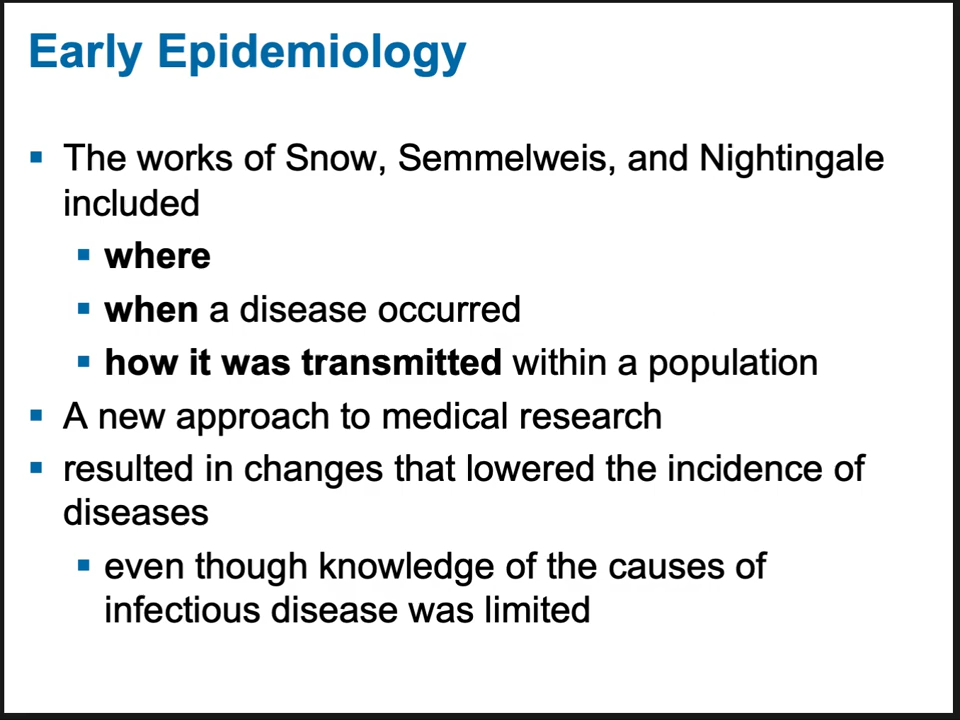 Early Epidemiology
The works of Snow, Semmelweis, and Nightingale
included
where
when a disease occurred
how it was transmitted within a population
A new approach to medical research
resulted in changes that lowered the incidence of
diseases
even though knowledge of the causes of
infectious disease was limited